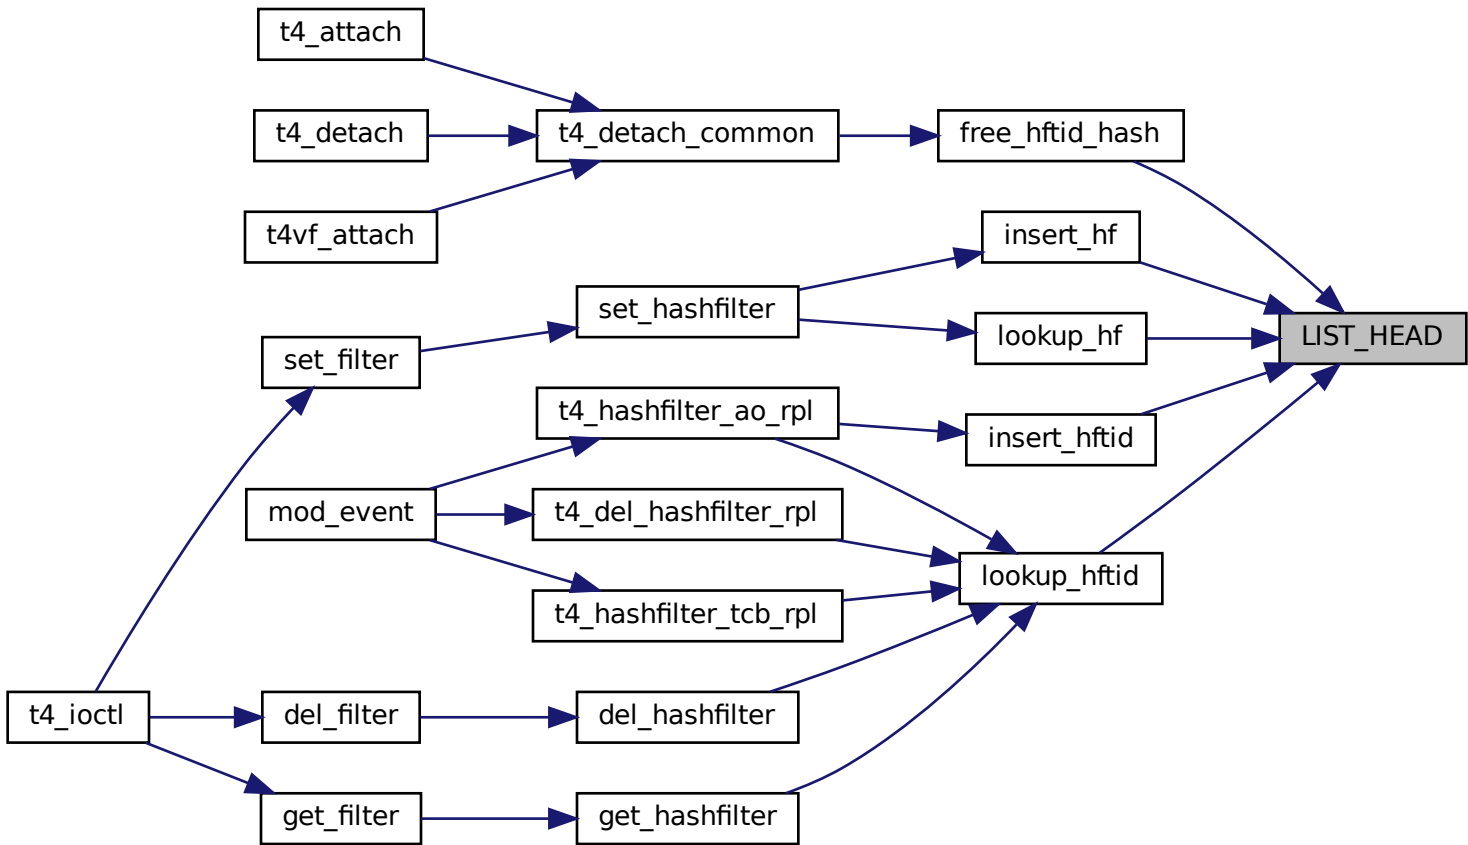 t4_attach
t4_detach
t4_detach_common
free_hftid_hash
t4vf_attach
insert_hf
set_hashfilter
lookup_hf
LIST_HEAD
set_filter
t4_hashfilter_ao_rpl
insert_hftid
mod_event
t4_del_hashfilter_rpl
lookup_hftid
t4_hashfilter_tcb_rpl
t4_ioctl
del_filter
del_hashfilter
get_filter
get_hashfilter